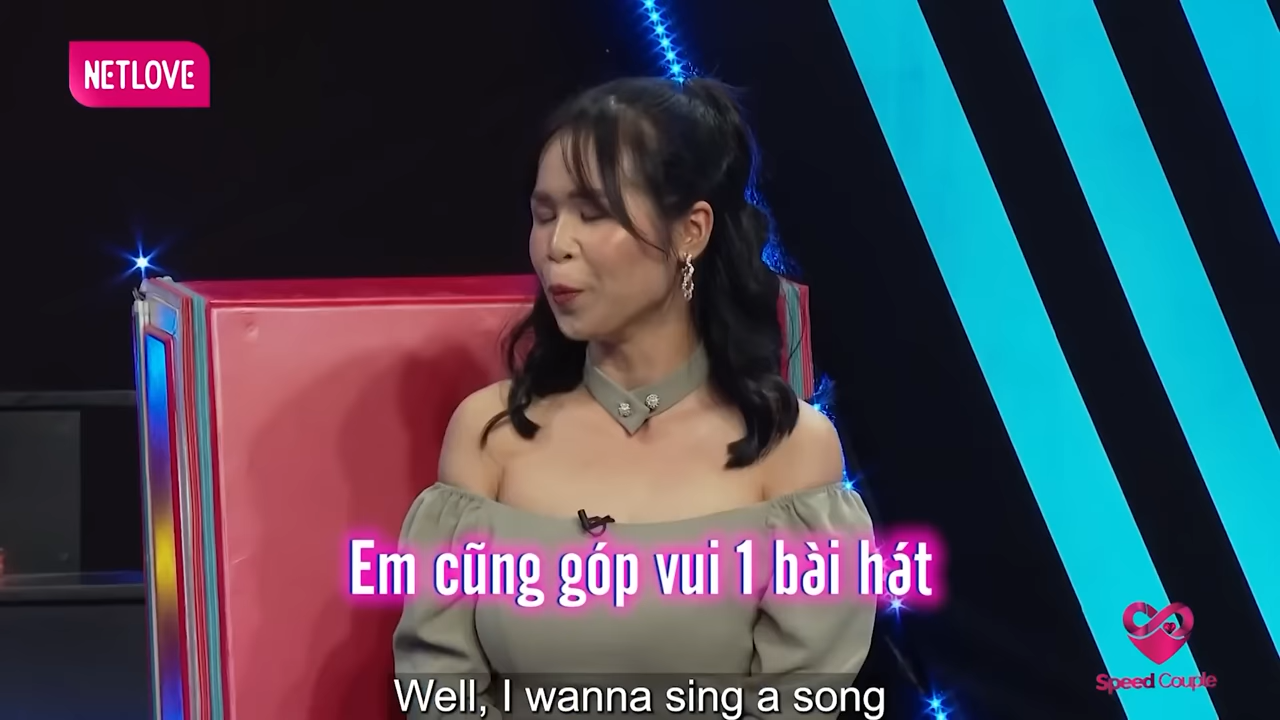 NETLOVE
Em cũng góp vui 1 bài hát
Speed Couple
Well, I wanna sing a song